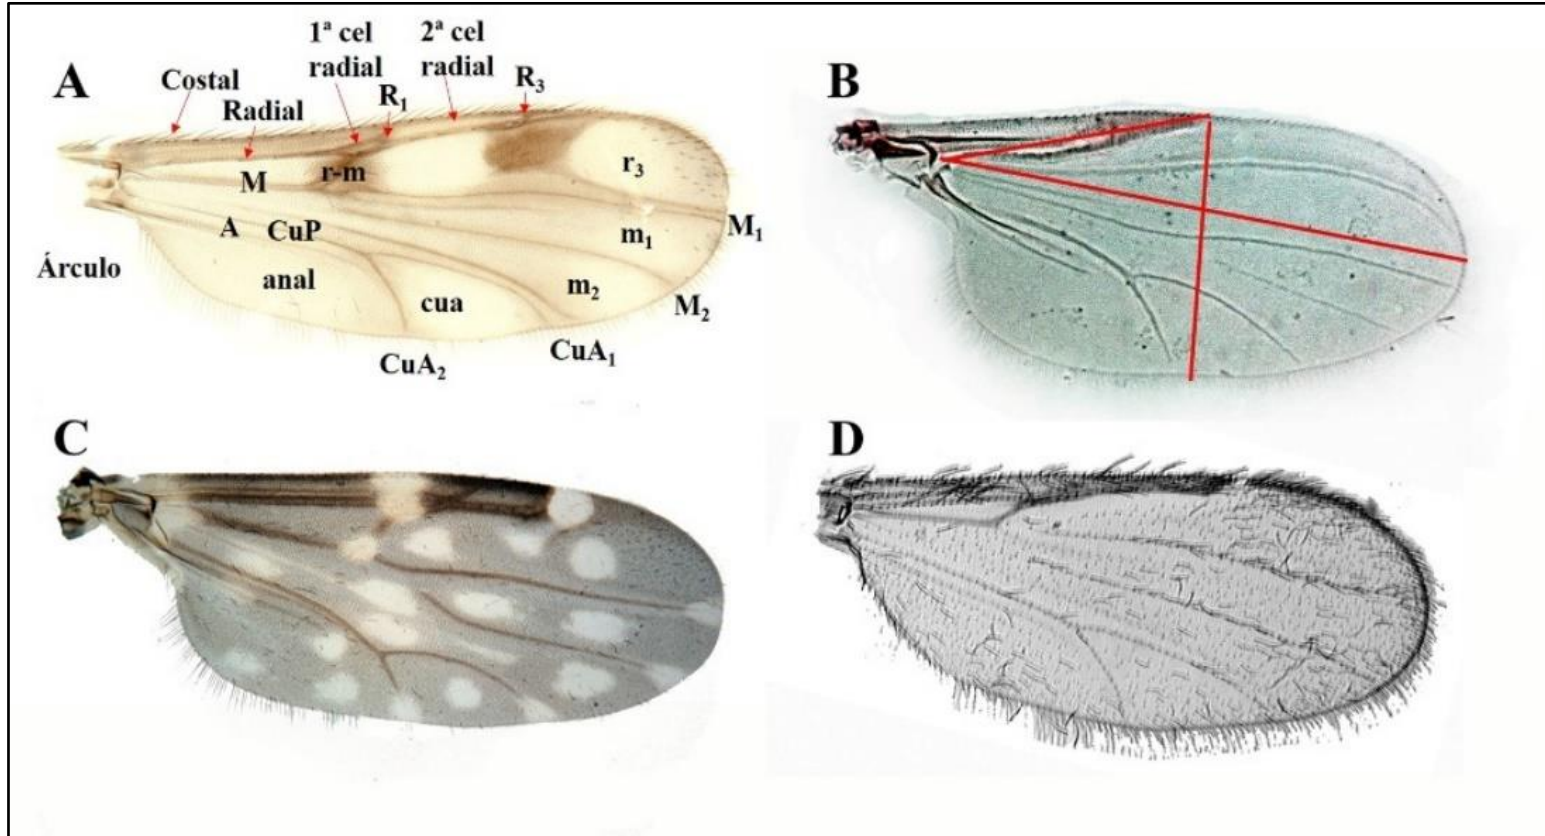 A
Costal
Radial
1ª cel
radial
R₁
2ª cel
radial
R₃
r-m
r₃
M
A
CuP
m₁
M₁
Árculo
anal
cua
m₂
M₂
CuA₂
CuA₁
B
C
D